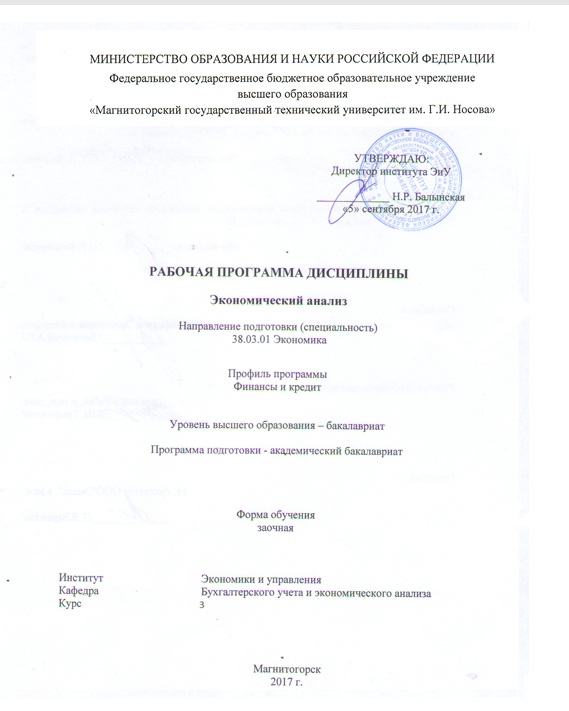 МИНИСТЕРСТВО ОБРАЗОВАНИЯ И НАУКИ РОССИЙСКОЙ ФЕДЕРАЦИИ
Федеральное государственное бюджетное образовательное учреждение
высшего образования
«Магнитогорский государственный технический университет им. Г.И. Носова»
УТВЕРЖДАЮ:
Директор института ЭиУ
Н.Р. Балынская
«5» сентября 2017 г.
РАБОЧАЯ ПРОГРАММА ДИСЦИПЛИНЫ
Экономический анализ
Направление подготовки (специальность)
38.03.01 Экономика
Профиль программы
Финансы и кредит
Уровень высшего образования – бакалавриат
Программа подготовки - академический бакалавриат
Форма обучения
заочная
Институт Экономики и управления
Кафедра Бухгалтерского учета и экономического анализа
Курс 3
Магнитогорск
2017 г.